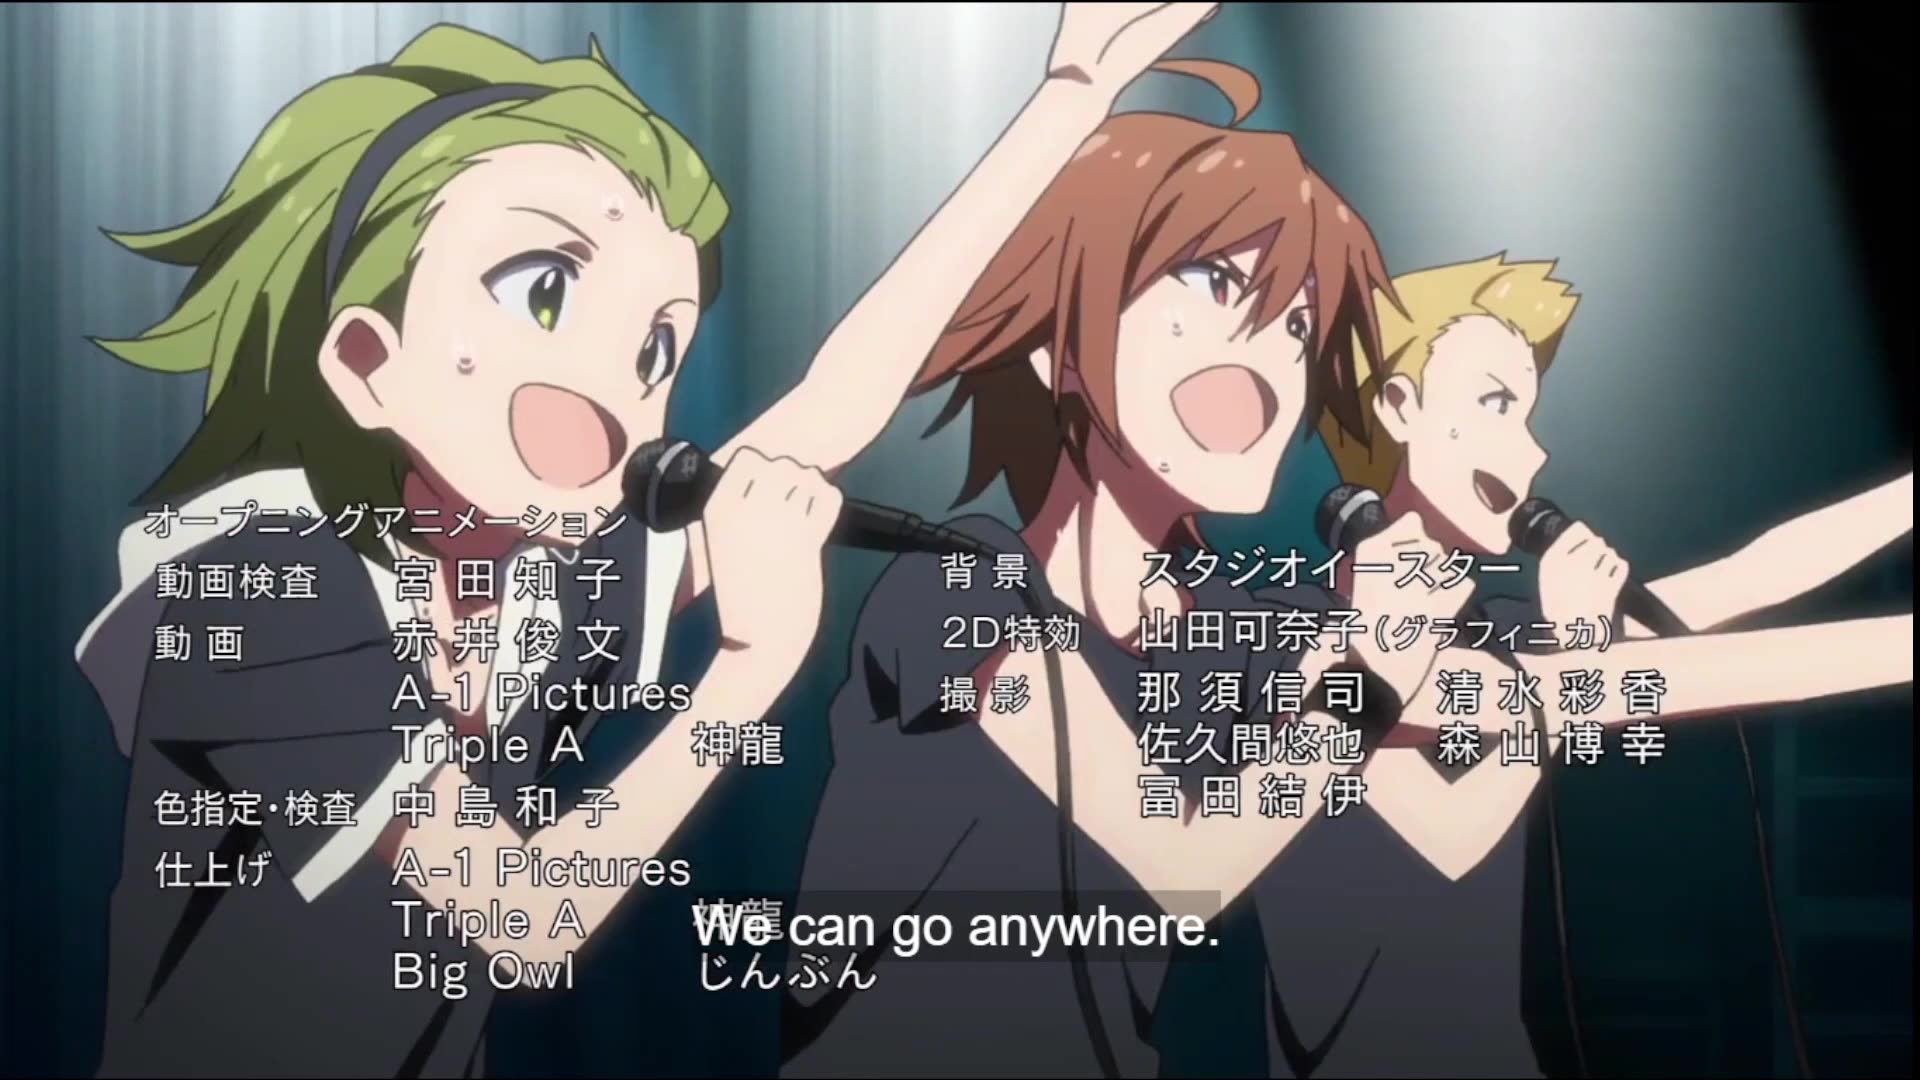 オープニングアニメーション
動画検査 宮田知子
動画 赤井俊文
A-1 Pictures
Triple A 神龍
色指定・検査 中島和子
仕上げ A-1 Pictures
Triple A 神龍
Big Owl じんぶん
背景 スタジオイースター
2D特効 山田可奈子(グラフィニカ)
撮影 那須信司 清水彩香
佐久間悠也 森山博幸
冨田結伊
We can go anywhere.